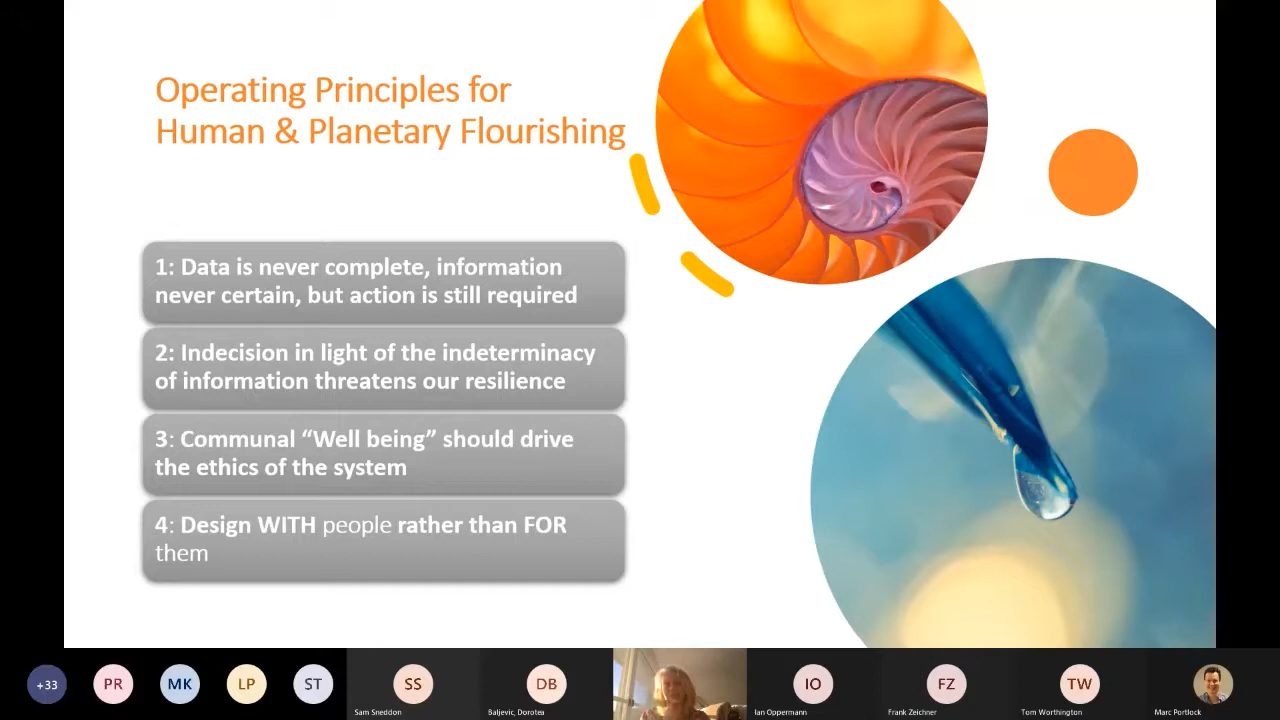 Operating Principles for
Human & Planetary Flourishing
1: Data is never complete, information
never certain, but action is still required
2: Indecision in light of the indeterminacy
of information threatens our resilience
3: Communal “Well being” should drive
the ethics of the system
4: Design WITH people rather than FOR
them
+33
PR
MK
LP
ST
SS
DB
IO
FZ
TW
Sam Sneddon
Baljevic, Dorotea
Ian Oppermann
Frank Zeichner
Tom Worthington
Marc Portlock